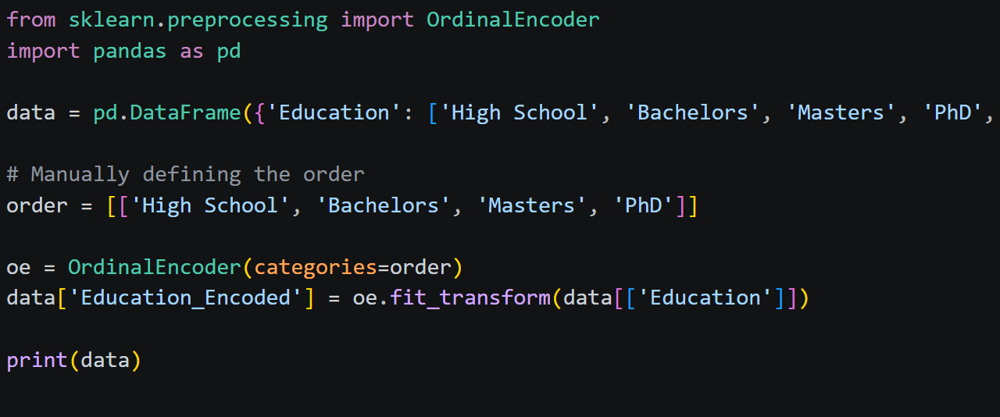 from sklearn.preprocessing import OrdinalEncoder
import pandas as pd
data = pd.DataFrame({'Education': ['High School', 'Bachelors', 'Masters', 'PhD',
# Manually defining the order
order = [['High School', 'Bachelors', 'Masters', 'PhD']]
oe = OrdinalEncoder(categories=order)
data['Education_Encoded'] = oe.fit_transform(data[['Education']])
print(data)